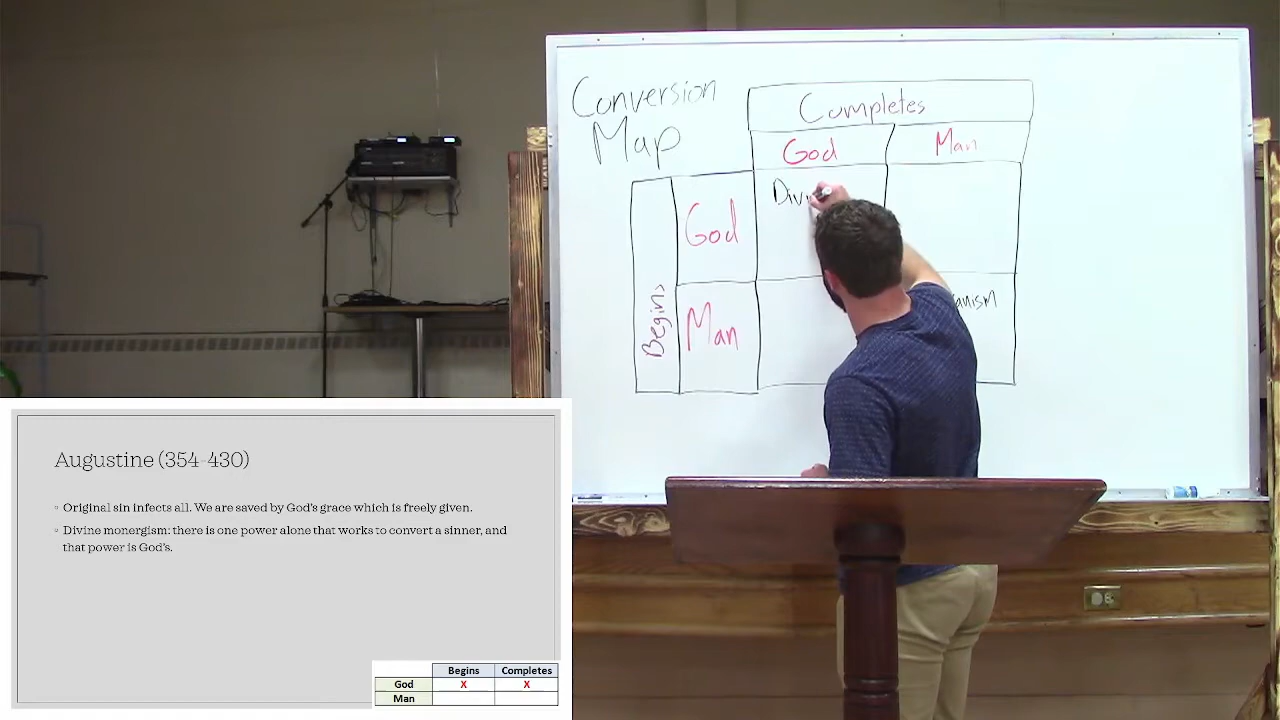 Conversion
Map
Completes
God Man
Begins
God
Man
Augustine (354-430)
Original sin infects all. We are saved by God's grace which is freely given.
Divine monergism: there is one power alone that works to convert a sinner, and
that power is God's.
Begins Completes
God X X
Man